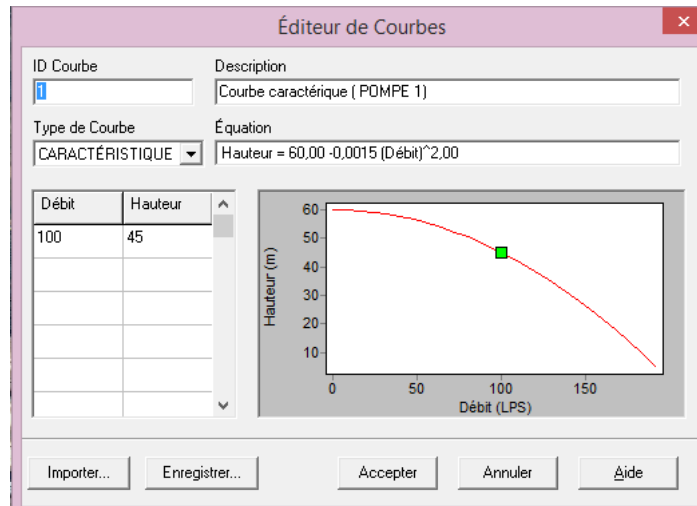 Éditeur de Courbes
×
ID Courbe
Description
1
Courbe caractérique ( POMPE 1)
Type de Courbe
Équation
CARACTÉRISTIQUE
Hauteur = 60,00 -0,0015 (Débit)^2,00
Débit Hauteur
100 45
60
50
40
30
20
10
Hauteur (m)
0 50 100 150
Débit (LPS)
Importer...
Enregistrer...
Accepter
Annuler
Aide